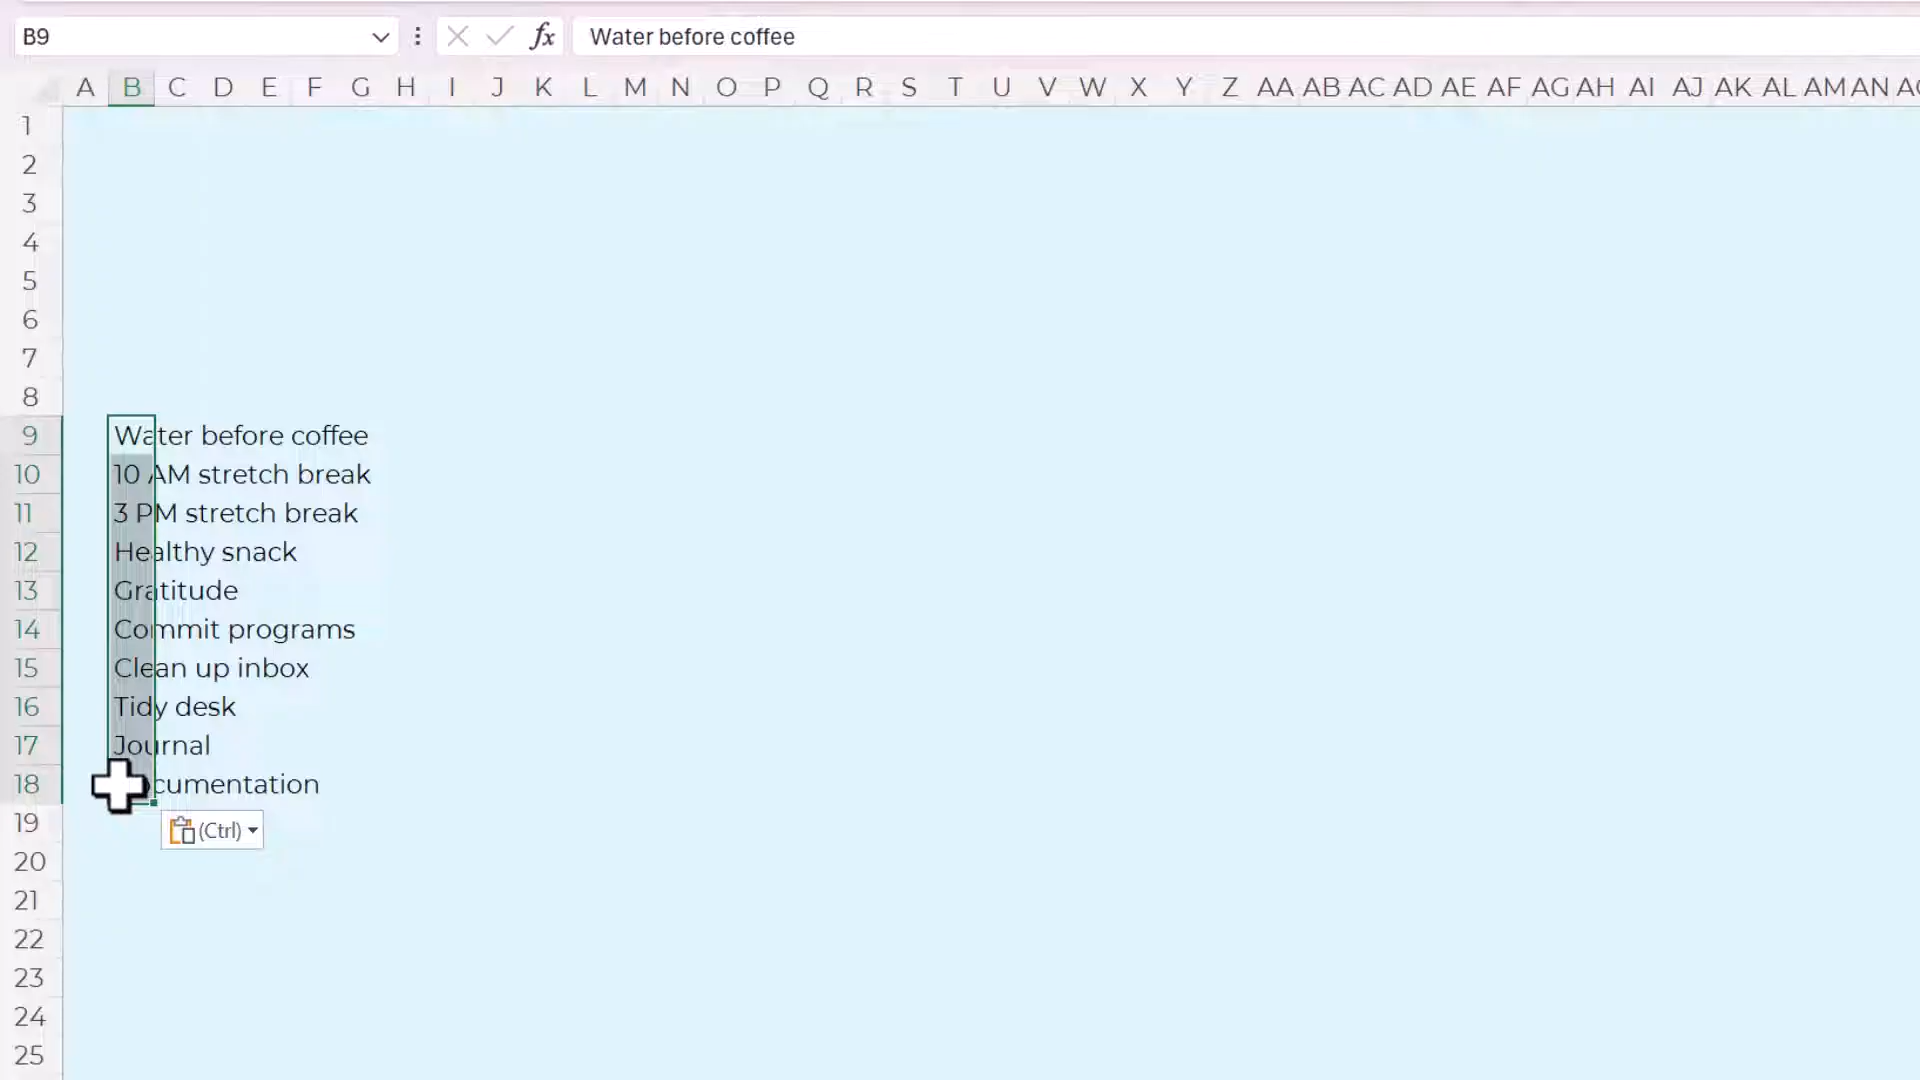 B9 fx Water before coffee
A B C D E F G H I J K L M N O P Q R S T U V W X Y Z AA AB AC AD AE AF AG AH AI AJ AK AL AM AN
1
2
3
4
5
6
7
8
9 Water before coffee
10 10 AM stretch break
11 3 PM stretch break
12 Healthy snack
13 Gratitude
14 Commit programs
15 Clean up inbox
16 Tidy desk
17 Journal
18 cumentation
19
(Ctrl)
20
21
22
23
24
25